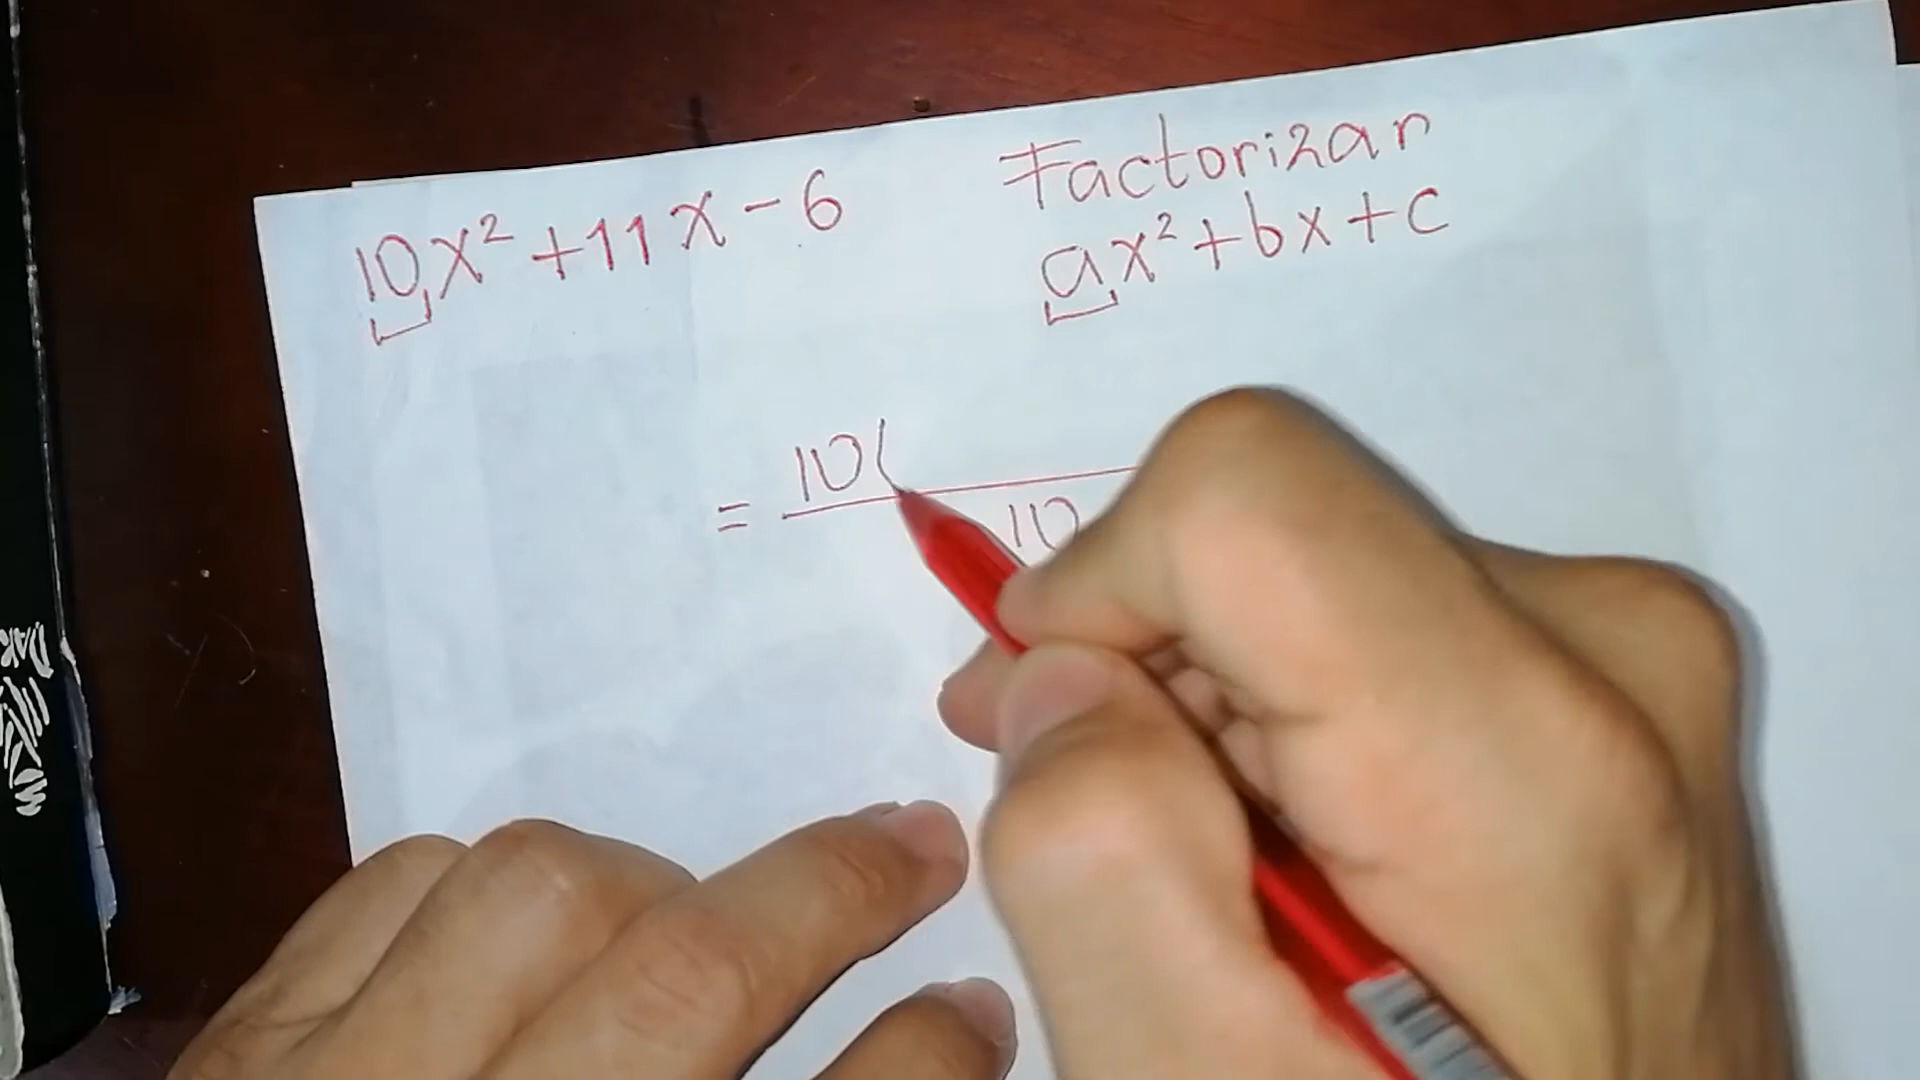 10x² + 11x - 6
Factorizar
ax² + bx + c
= 10(
10